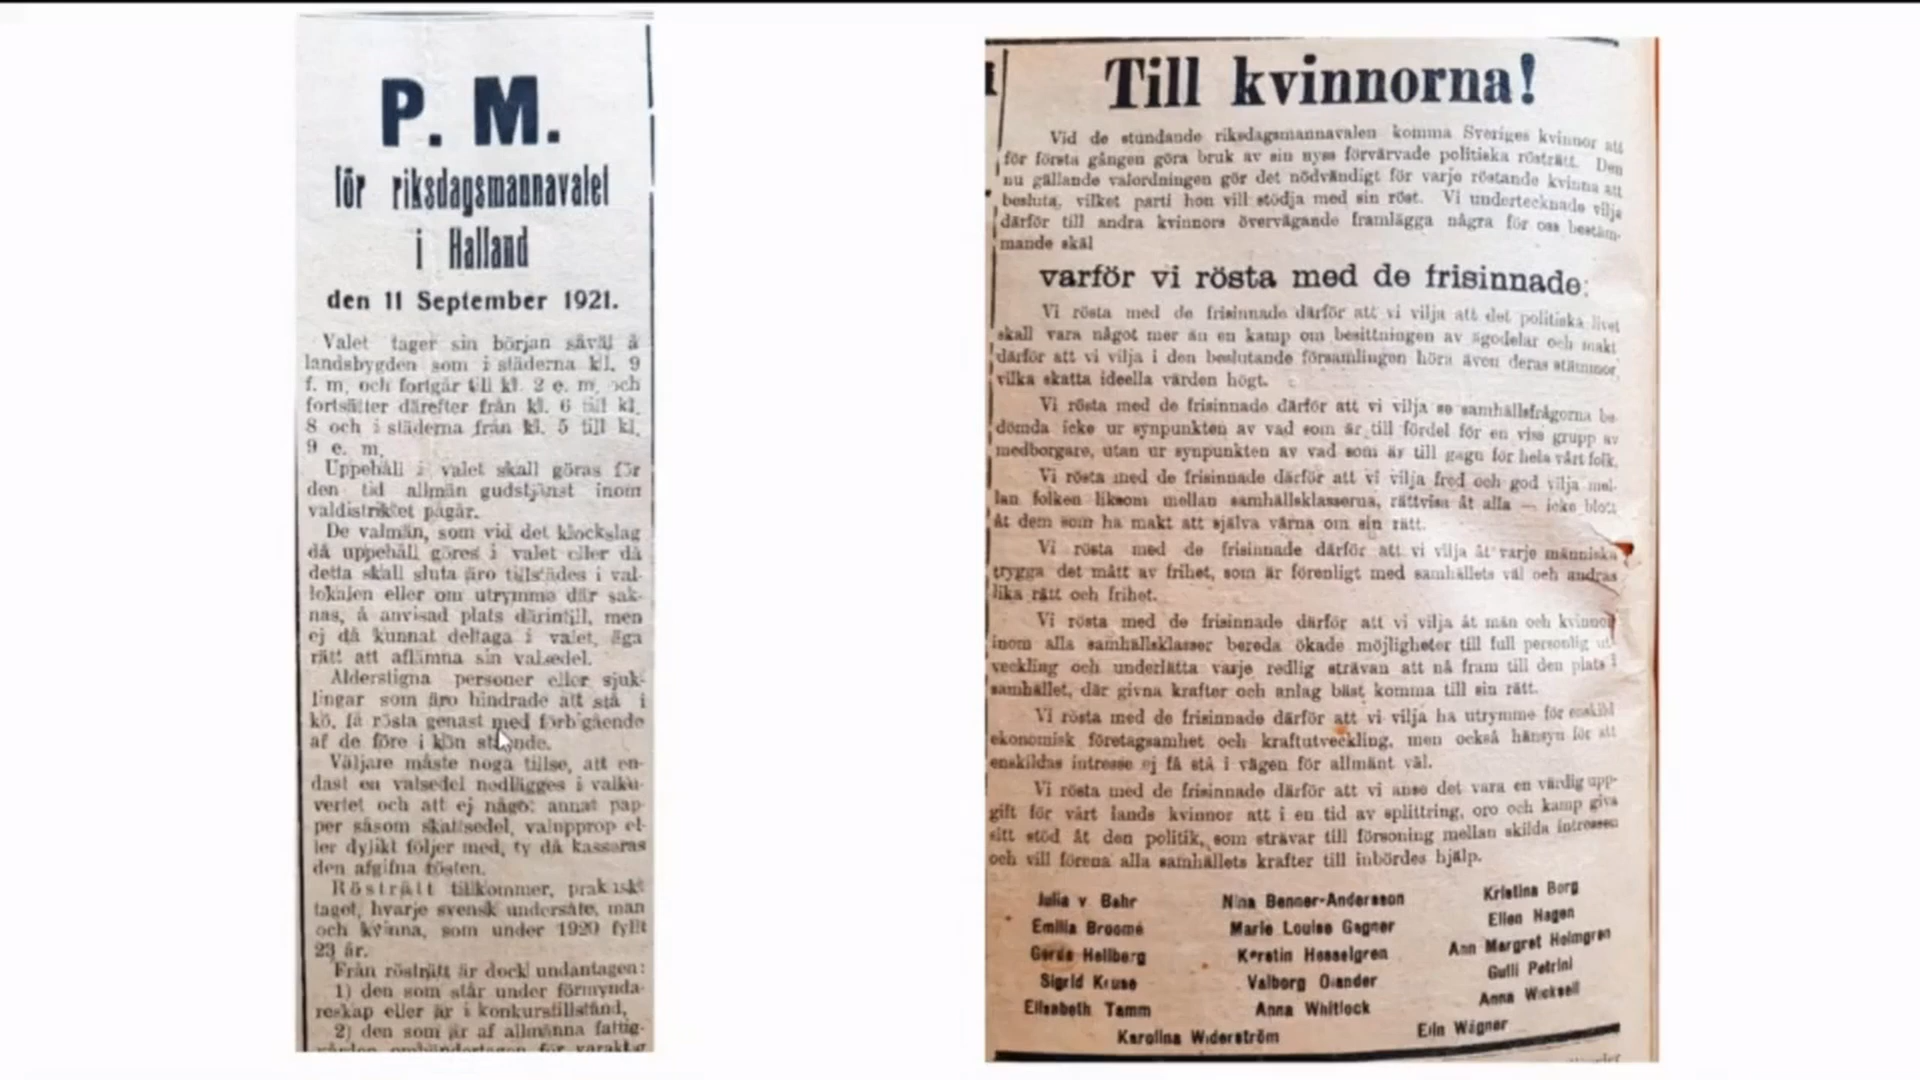 P. M.
för riksdagsmannavalet
i Halland
den 11 September 1921.
Valet tager sin början såväl å
landsbygden som i städerna kl. 9
f. m. och fortgår till kl. 2 e. m. och
fortsätter därefter från kl. 6 till kl.
8 och i städerna från kl. 5 till kl.
9 e. m.
Uppehåll i valet skall göras för
den tid allmän gudstjänst inom
valdistriktet pågår.
De valmän, som vid det klockslag
då uppehåll göres i valet eller då
detta skall sluta äro tillstädes i val-
lokalen eller om utrymme där sak-
nas, å anvisad plats därintill, men
ej då kunnat deltaga i valet, äga
rätt att aflämna sin valsedel.
Ålderstigna personer eller sjuk-
lingar som äro hindrade att stå i
kö, få rösta genast med förbigående
af de före i kön stående.
Väljare måste noga tillse, att en-
dast en valsedel nedlägges i valku-
vertet och att ej något annat pap-
per såsom skattsedel, valupprop el-
ler dylikt följer med, ty då kasseras
den afgifna rösten.
Rösträtt tillkommer, praktiskt
taget, hvarje svensk undersåte, man
och kvinna, som under 1920 fyllt
23 år.
Från rösträtt är dock undantagen:
1) den som står under förmynda-
reskap eller är i konkurstillstånd,
2) den som är af allmänna fattig-
Till kvinnorna!
Vid de stundande riksdagsmannavalen komma Sveriges kvinnor att
för första gången göra bruk av sin nyss förvärvade politiska rösträtt. Den
nu gällande valordningen gör det nödvändigt för varje röstande kvinna att
besluta, vilket parti hon vill stödja med sin röst. Vi undertecknade vilja
därför till andra kvinnors övervägande framlägga några för oss bestäm-
mande skäl
varför vi rösta med de frisinnade:
Vi rösta med de frisinnade därför att vi vilja att det politiska livet
skall vara något mer än en kamp om besittningen av ägodelar och makt
därför att vi vilja i den beslutande församlingen höra även deras stämmor,
vilka skatta ideella värden högt.
Vi rösta med de frisinnade därför att vi vilja se samhällsfrågorna be-
dömda icke ur synpunkten av vad som är till fördel för en viss grupp av
medborgare, utan ur synpunkten av vad som är till gagn för hela vårt folk.
Vi rösta med de frisinnade därför att vi vilja fred och god vilja mel-
lan folken liksom mellan samhällsklasserna, rättvisa åt alla — icke blott
åt dem som ha makt att själva värna om sin rätt.
Vi rösta med de frisinnade därför att vi vilja åt varje människa
trygga det mått av frihet, som är förenligt med samhällets väl och andras
lika rätt och frihet.
Vi rösta med de frisinnade därför att vi vilja åt män och kvinnor
inom alla samhällsklasser bereda ökade möjligheter till full personlig ut-
veckling och underlätta varje redlig strävan att nå fram till den plats i
samhället, där givna krafter och anlag bäst komma till sin rätt.
Vi rösta med de frisinnade därför att vi vilja ha utrymme för enskild
ekonomisk företagsamhet och kraftutveckling, men också hänsyn för att
enskildas intresse ej få stå i vägen för allmänt väl.
Vi rösta med de frisinnade därför att vi anse det vara en värdig upp-
gift för vårt lands kvinnor att i en tid av splittring, oro och kamp giva
sitt stöd åt den politik, som strävar till försoning mellan skilda intressen
och vill förena alla samhällets krafter till inbördes hjälp.
Julia v Bahr Nina Benner-Andersson Kristina Borg
Emilia Broomé Marie Louise Gagner Ellen Hagen
Gerda Hellberg Kerstin Hesselgren Ann Margret Holmgren
Sigrid Kruse Valborg Olander Gulli Petrini
Elisabeth Tamm Anna Whitlock Anna Wicksell
Karolina Widerström Elin Wägner